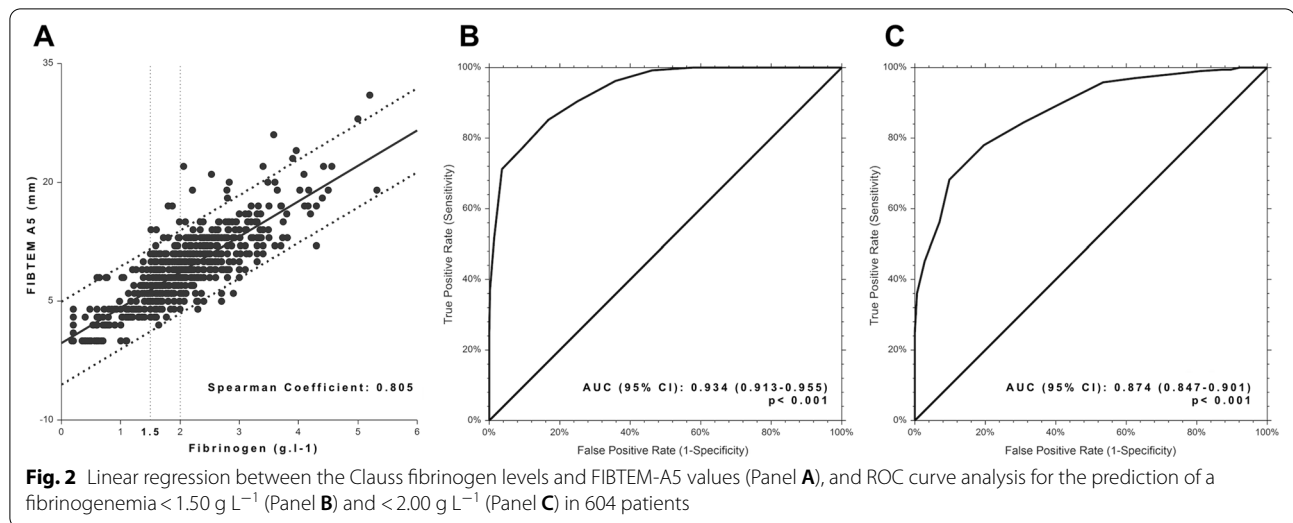 A
35
20
5
-10
FIBTEM A5 (mm)
0 1 1.5 2 3 4 5 6
Fibrinogen (g.l-1)
Spearman Coefficient: 0.805
B
100%
80%
60%
40%
20%
0%
True Positive Rate (Sensitivity)
0% 20% 40% 60% 80% 100%
False Positive Rate (1-Specificity)
AUC (95% CI): 0.934 (0.913-0.955)
p< 0.001
C
100%
80%
60%
40%
20%
0%
True Positive Rate (Sensitivity)
0% 20% 40% 60% 80% 100%
False Positive Rate (1-Specificity)
AUC (95% CI): 0.874 (0.847-0.901)
p< 0.001
Fig. 2 Linear regression between the Clauss fibrinogen levels and FIBTEM-A5 values (Panel A), and ROC curve analysis for the prediction of a
fibrinogenemia < 1.50 g L⁻¹ (Panel B) and < 2.00 g L⁻¹ (Panel C) in 604 patients